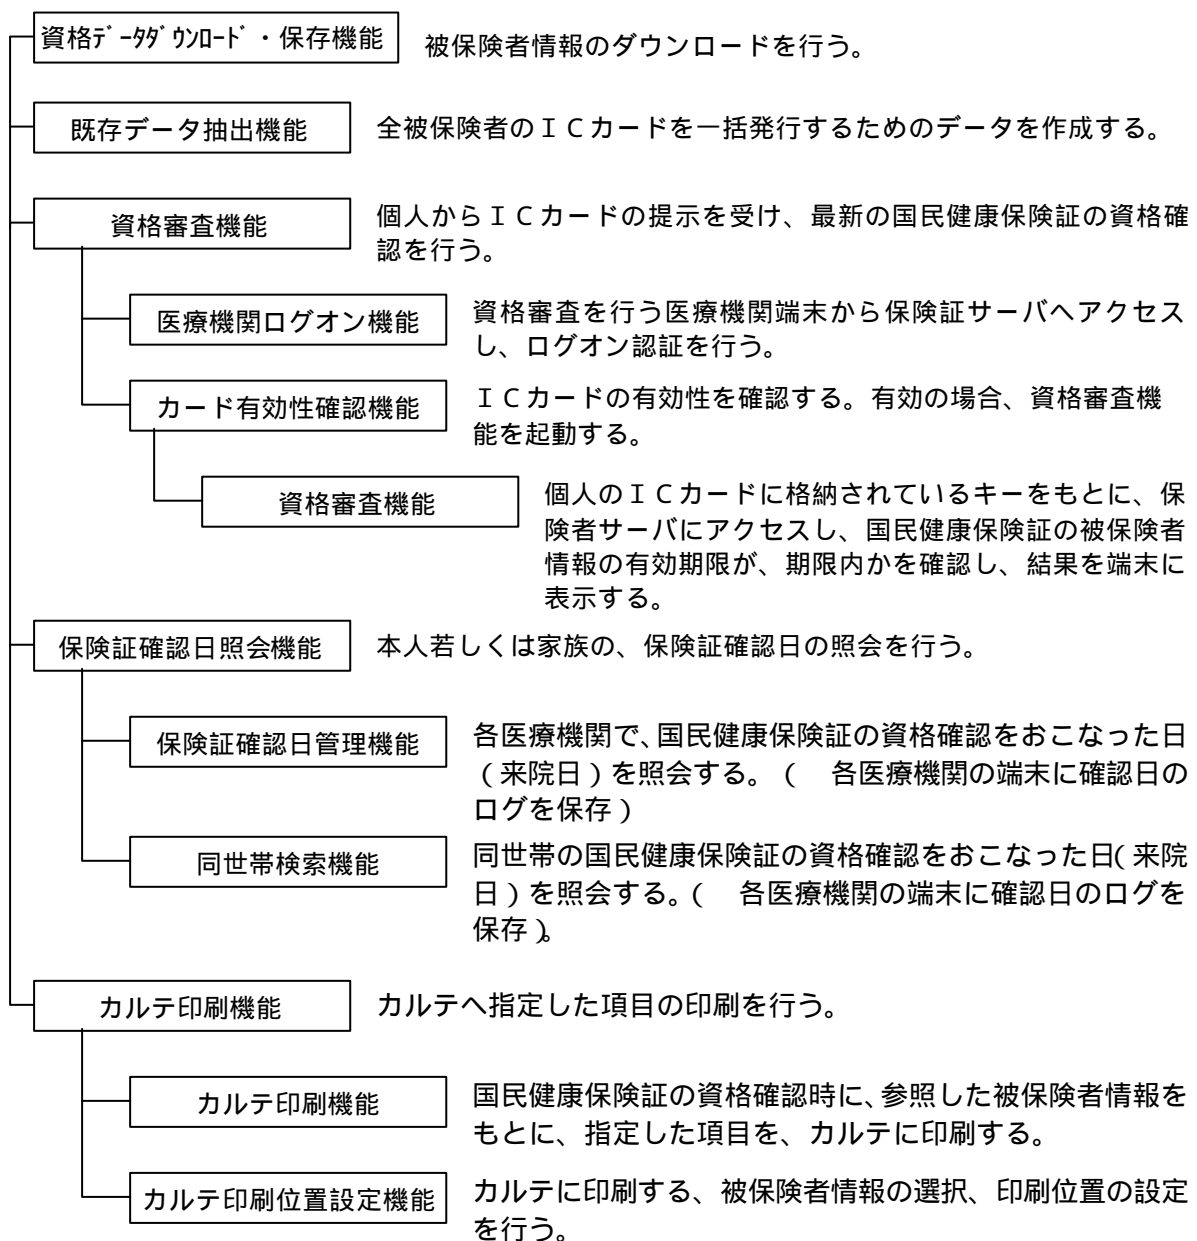 資格ﾃﾞｰﾀﾀﾞｳﾝﾛｰﾄﾞ・保存機能
被保険者情報のダウンロードを行う。
既存データ抽出機能
全被保険者のＩＣカードを一括発行するためのデータを作成する。
資格審査機能
個人からＩＣカードの提示を受け、最新の国民健康保険証の資格確
認を行う。
医療機関ログオン機能
資格審査を行う医療機関端末から保険証サーバへアクセス
し、ログオン認証を行う。
カード有効性確認機能
ＩＣカードの有効性を確認する。有効の場合、資格審査機
能を起動する。
資格審査機能
個人のＩＣカードに格納されているキーをもとに、保
険者サーバにアクセスし、国民健康保険証の被保険者
情報の有効期限が、期限内かを確認し、結果を端末に
表示する。
保険証確認日照会機能
本人若しくは家族の、保険証確認日の照会を行う。
保険証確認日管理機能
各医療機関で、国民健康保険証の資格確認をおこなった日
（来院日）を照会する。（　各医療機関の端末に確認日の
ログを保存）
同世帯検索機能
同世帯の国民健康保険証の資格確認をおこなった日（来院
日）を照会する。（　各医療機関の端末に確認日のログを
保存）。
カルテ印刷機能
カルテへ指定した項目の印刷を行う。
カルテ印刷機能
国民健康保険証の資格確認時に、参照した被保険者情報を
もとに、指定した項目を、カルテに印刷する。
カルテ印刷位置設定機能
カルテに印刷する、被保険者情報の選択、印刷位置の設定
を行う。